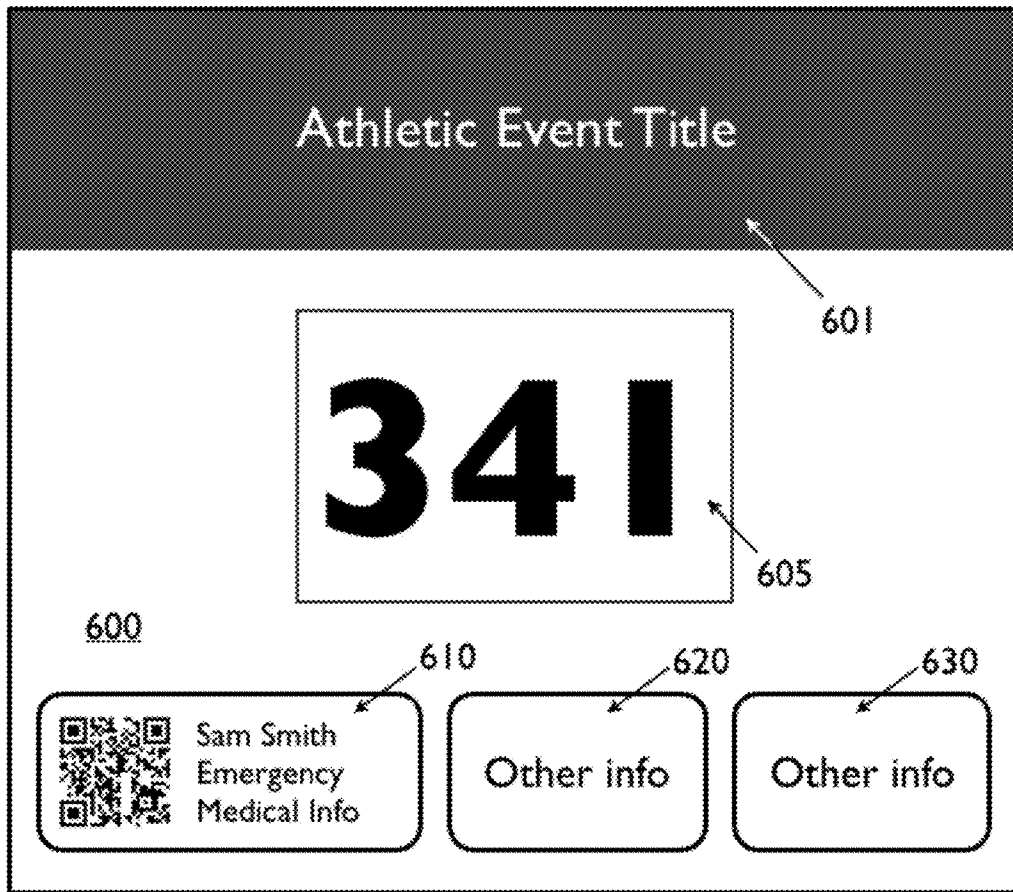 Athletic Event Title
601
341
605
600
610
620
630
Sam Smith
Emergency
Medical Info
Other info
Other info